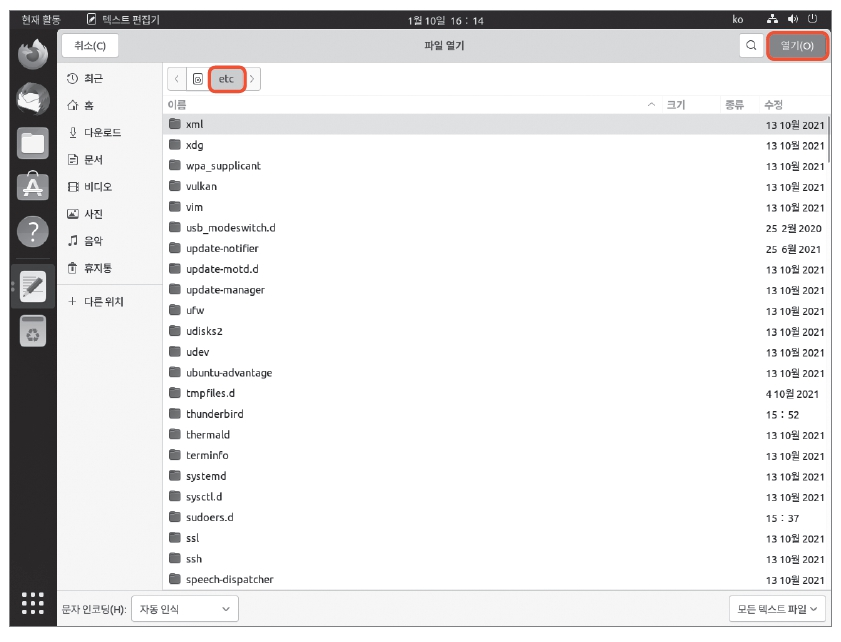 현재 활동 텍스트 편집기 1월 10일 16 : 14 ko
취소(C) 파일 열기 열기(O)
최근
홈
다운로드
문서
비디오
사진
음악
휴지통
+ 다른 위치
etc
이름 크기 종류 수정
xml 13 10월 2021
xdg 13 10월 2021
wpa_supplicant 13 10월 2021
vulkan 13 10월 2021
vim 13 10월 2021
usb_modeswitch.d 25 2월 2020
update-notifier 25 6월 2021
update-motd.d 13 10월 2021
update-manager 13 10월 2021
ufw 13 10월 2021
udisks2 13 10월 2021
udev 13 10월 2021
ubuntu-advantage 13 10월 2021
tmpfiles.d 4 10월 2021
thunderbird 15 : 52
thermald 13 10월 2021
terminfo 13 10월 2021
systemd 13 10월 2021
sysctl.d 13 10월 2021
sudoers.d 15 : 37
ssl 13 10월 2021
ssh 13 10월 2021
speech-dispatcher 13 10월 2021
문자 인코딩(H): 자동 인식 모든 텍스트 파일